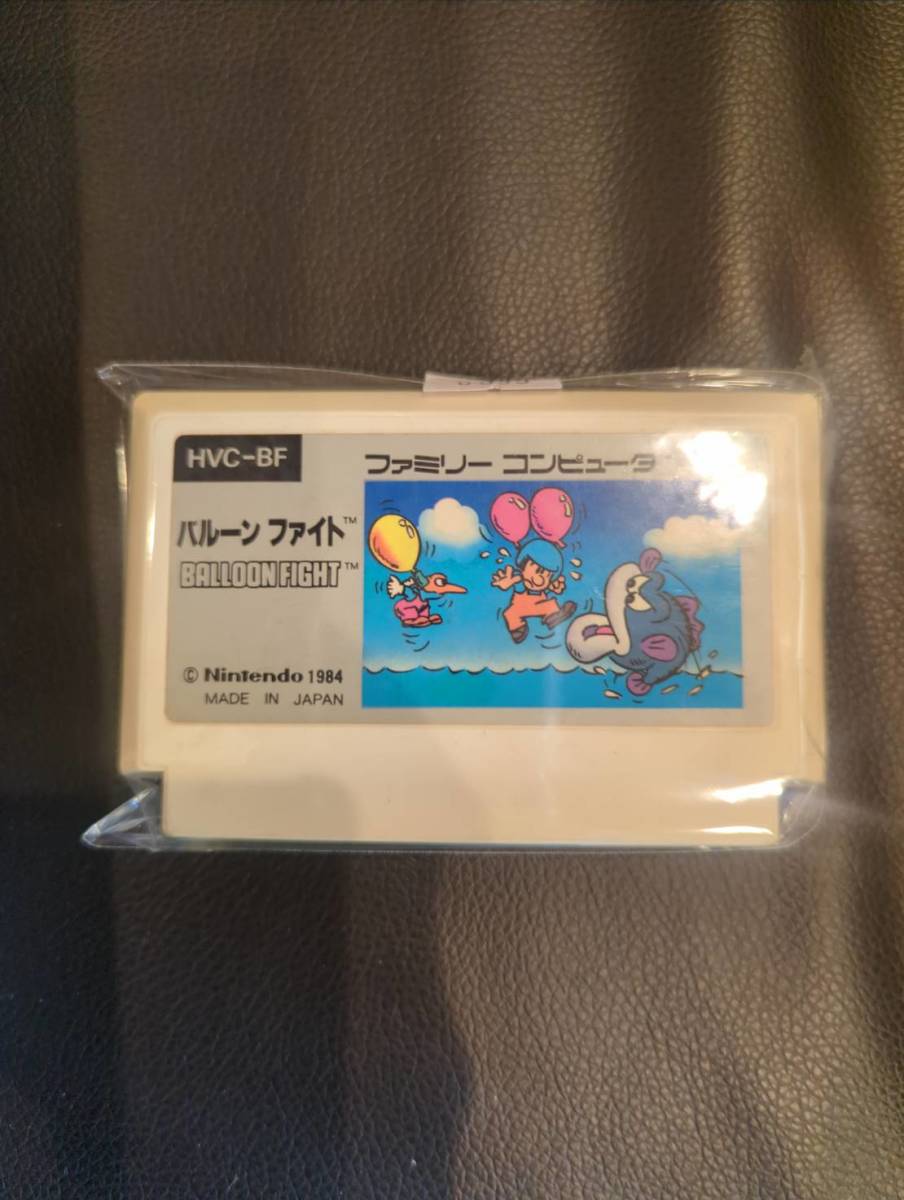 HVC-BF
ファミリー コンピュータ
バルーン ファイト™
BALLOON FIGHT™
© Nintendo 1984
MADE IN JAPAN